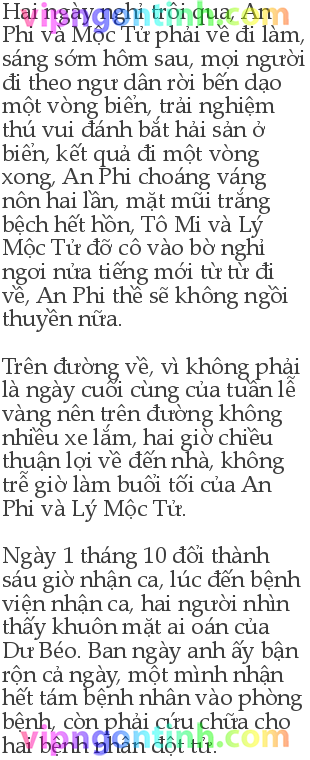 Hai ngày nghỉ trôi qua, An
Phi và Mộc Tử phải về đi làm,
sáng sớm hôm sau, mọi người
đi theo ngư dân rời bến dạo
một vòng biển, trải nghiệm
thú vui đánh bắt hải sản ở
biển, kết quả đi một vòng
xong, An Phi choáng váng
nôn hai lần, mặt mũi trắng
bệch hết hồn, Tô Mi và Lý
Mộc Tử đỡ cô vào bờ nghỉ
ngơi nửa tiếng mới từ từ đi
về, An Phi thề sẽ không ngồi
thuyền nữa.
Trên đường về, vì không phải
là ngày cuối cùng của tuần lễ
vàng nên trên đường không
nhiều xe lắm, hai giờ chiều
thuận lợi về đến nhà, không
trễ giờ làm buổi tối của An
Phi và Lý Mộc Tử.
Ngày 1 tháng 10 đổi thành
sáu giờ nhận ca, lúc đến bệnh
viện nhận ca, hai người nhìn
thấy khuôn mặt ai oán của
Dư Béo. Ban ngày anh ấy bận
rộn cả ngày, một mình nhận
hết tám bệnh nhân vào phòng
bệnh, còn phải cứu chữa cho
hai bệnh nhân đột tử.
vipngontinh.com
vipngontinh.com